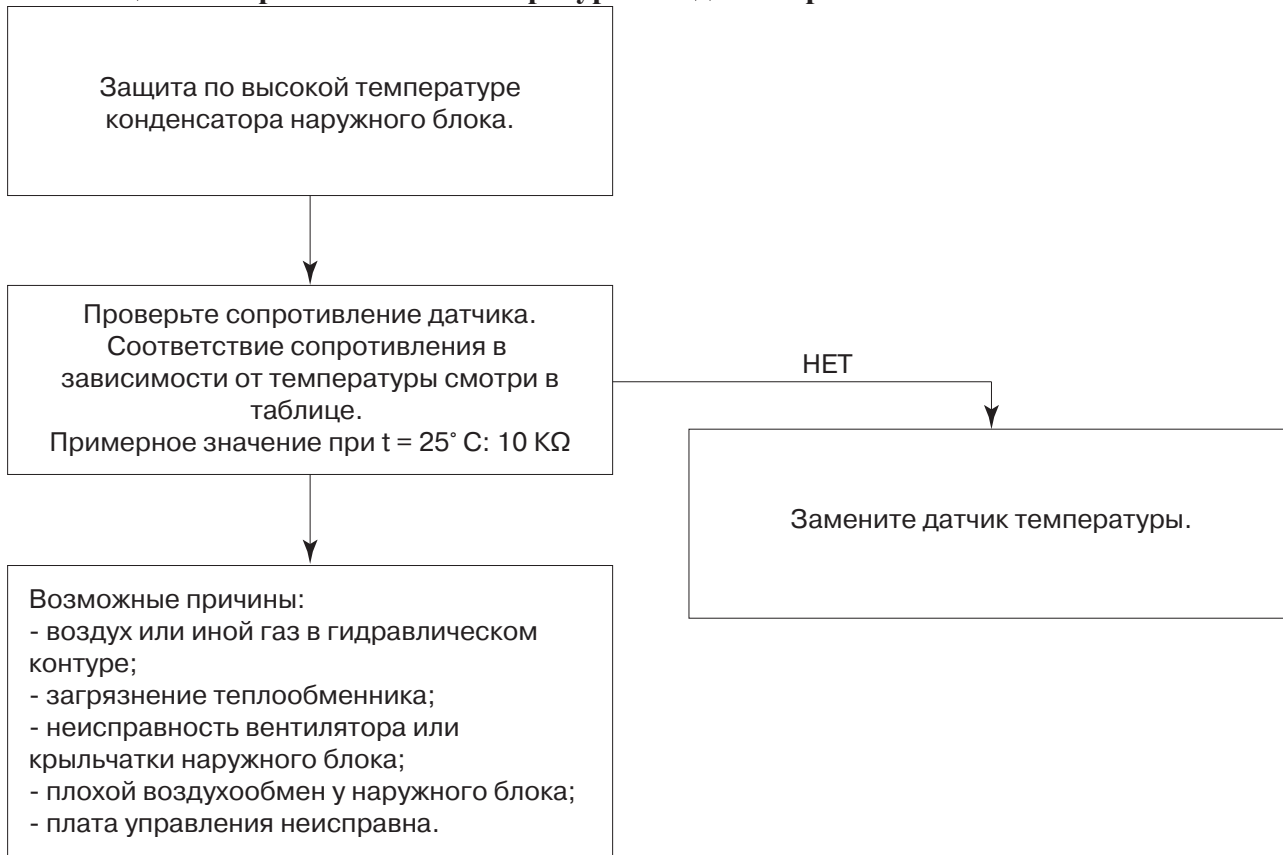 Защита по высокой температуре
конденсатора наружного блока.
Проверьте сопротивление датчика.
Соответствие сопротивления в
зависимости от температуры смотри в
таблице.
Примерное значение при t = 25° C: 10 KΩ
НЕТ
Замените датчик температуры.
Возможные причины:
- воздух или иной газ в гидравлическом
контуре;
- загрязнение теплообменника;
- неисправность вентилятора или
крыльчатки наружного блока;
- плохой воздухообмен у наружного блока;
- плата управления неисправна.